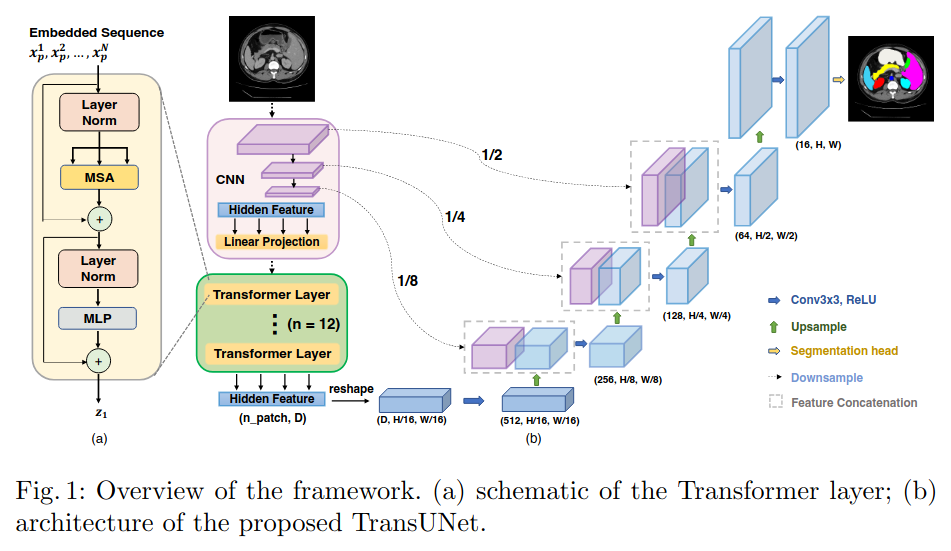 Embedded Sequence
x_p^1, x_p^2, ..., x_p^N
Layer
Norm
MSA
+
Layer
Norm
MLP
+
z_1
(a)
CNN
Hidden Feature
Linear Projection
Transformer Layer
⋮ (n = 12)
Transformer Layer
Hidden Feature
(n_patch, D)
reshape
(D, H/16, W/16)
(512, H/16, W/16)
(b)
1/2
1/4
1/8
(256, H/8, W/8)
(128, H/4, W/4)
(64, H/2, W/2)
(16, H, W)
Conv3x3, ReLU
Upsample
Segmentation head
Downsample
Feature Concatenation
Fig. 1: Overview of the framework. (a) schematic of the Transformer layer; (b)
architecture of the proposed TransUNet.